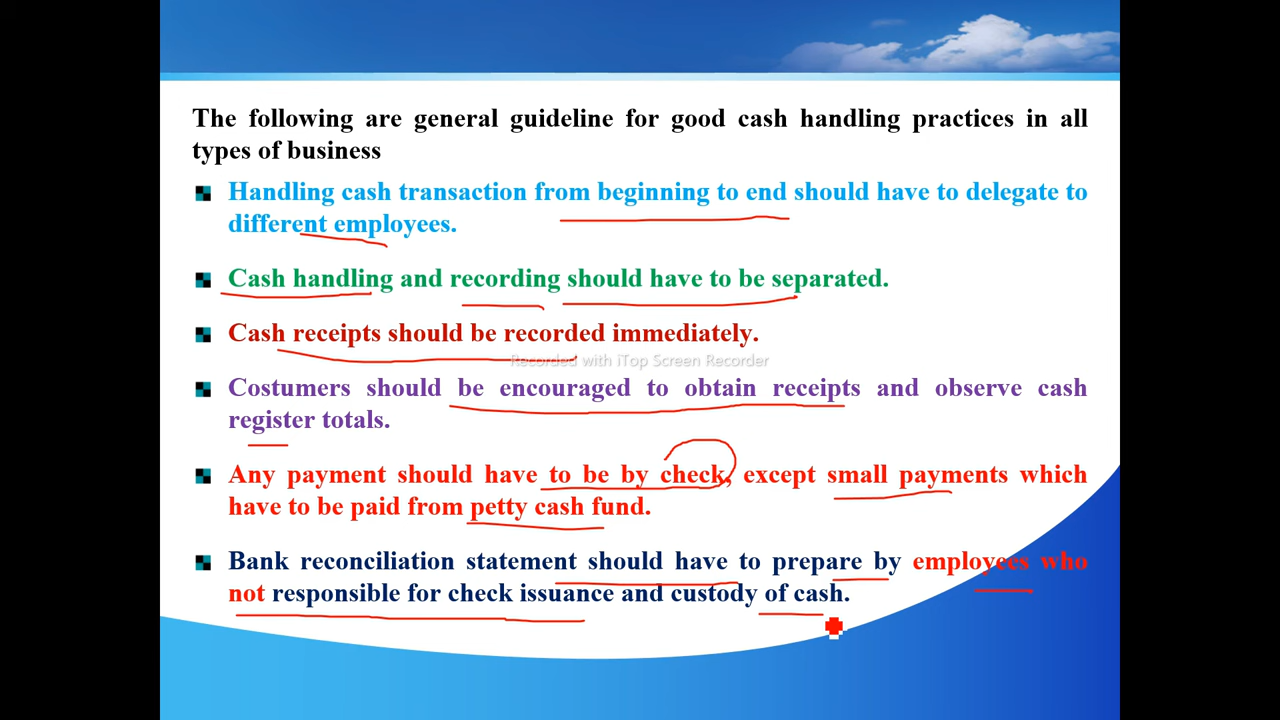 The following are general guideline for good cash handling practices in all
types of business
Handling cash transaction from beginning to end should have to delegate to
different employees.
Cash handling and recording should have to be separated.
Cash receipts should be recorded immediately.
Recorded with iTop Screen Recorder
Costumers should be encouraged to obtain receipts and observe cash
register totals.
Any payment should have to be by check, except small payments which
have to be paid from petty cash fund.
Bank reconciliation statement should have to prepare by employees who
not responsible for check issuance and custody of cash.